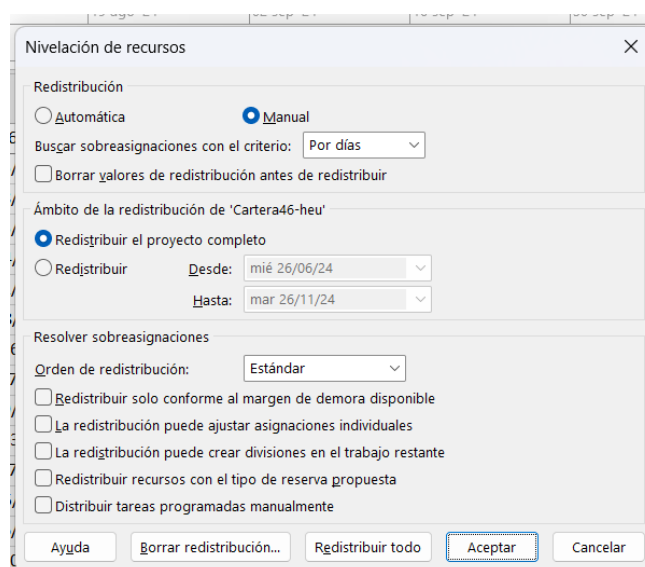 Nivelación de recursos
Redistribución
Automática Manual
Buscar sobreasignaciones con el criterio: Por días
Borrar valores de redistribución antes de redistribuir
Ámbito de la redistribución de 'Cartera46-heu'
Redistribuir el proyecto completo
Redistribuir Desde: mié 26/06/24
Hasta: mar 26/11/24
Resolver sobreasignaciones
Orden de redistribución: Estándar
Redistribuir solo conforme al margen de demora disponible
La redistribución puede ajustar asignaciones individuales
La redistribución puede crear divisiones en el trabajo restante
Redistribuir recursos con el tipo de reserva propuesta
Distribuir tareas programadas manualmente
Ayuda Borrar redistribución... Redistribuir todo Aceptar Cancelar